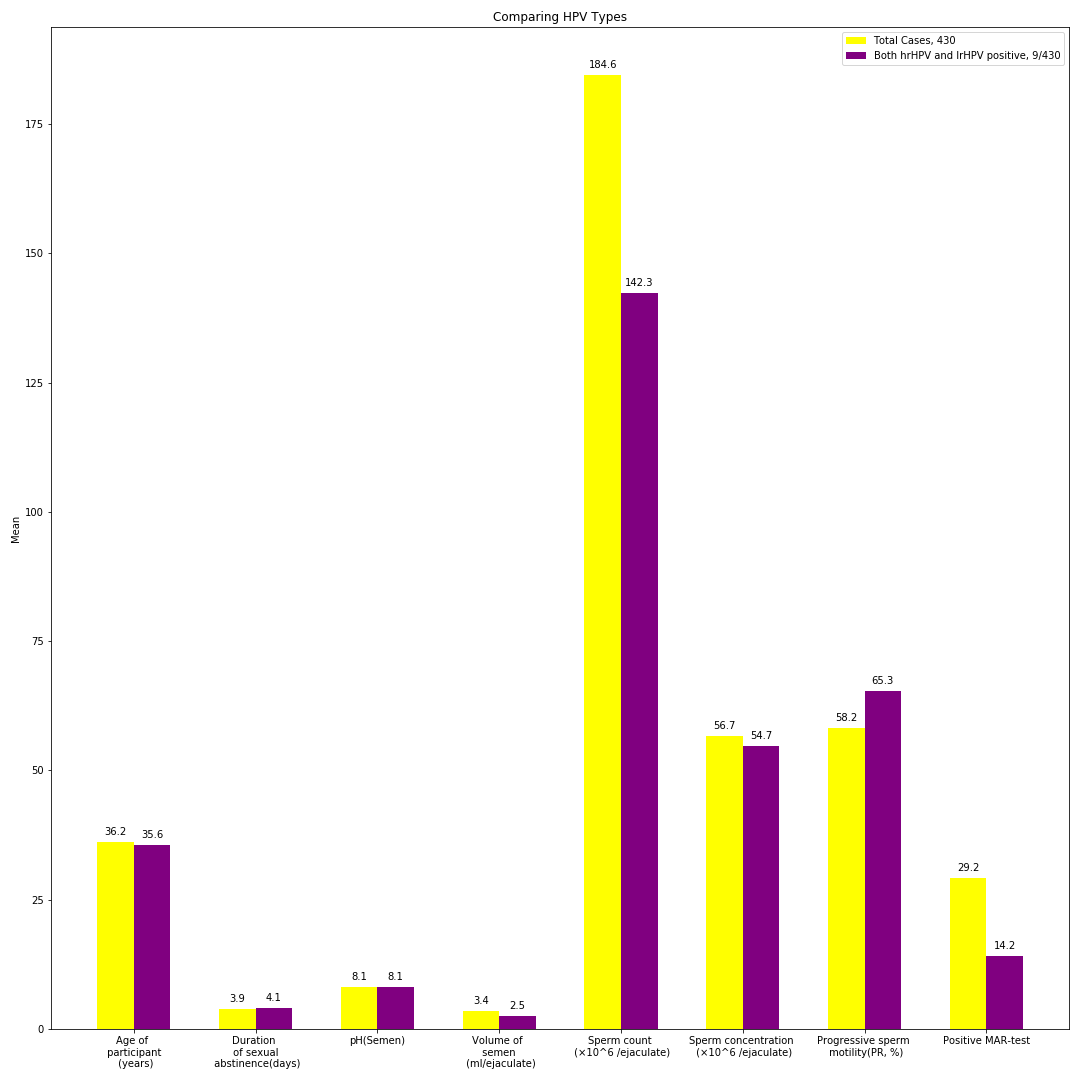 Comparing HPV Types
Total Cases, 430
Both hrHPV and lrHPV positive, 9/430
Mean
175
150
125
100
75
50
25
0
36.2
35.6
3.9
4.1
8.1
8.1
3.4
2.5
184.6
142.3
56.7
54.7
58.2
65.3
29.2
14.2
Age of
participant
(years)
Duration
of sexual
abstinence(days)
pH(Semen)
Volume of
semen
(ml/ejaculate)
Sperm count
(×10^6 /ejaculate)
Sperm concentration
(×10^6 /ejaculate)
Progressive sperm
motility(PR, %)
Positive MAR-test